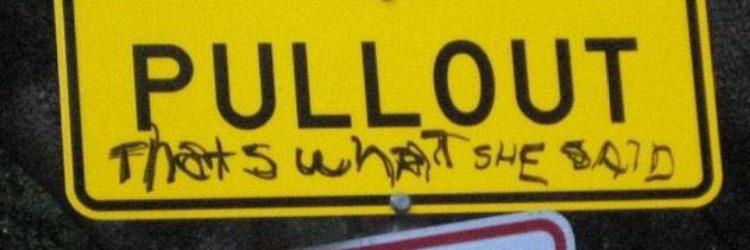 PULLOUT
THAtS WhAT SHE SAID